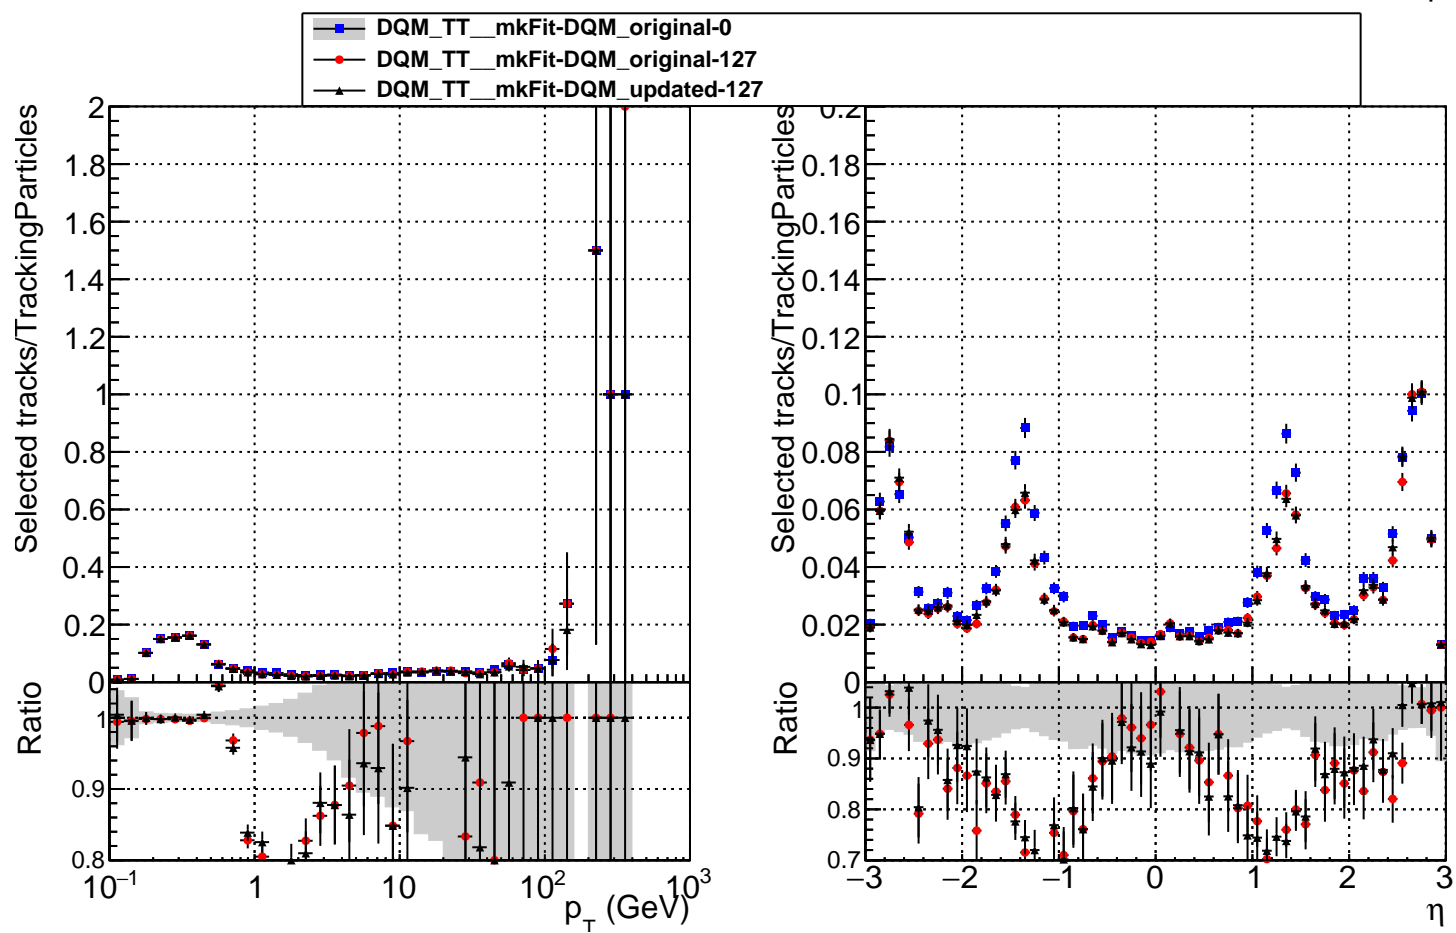 DQM_TT__mkFit-DQM_original-0
DQM_TT__mkFit-DQM_original-127
DQM_TT__mkFit-DQM_updated-127
Selected tracks/TrackingParticles
2
1.8
1.6
1.4
1.2
1
0.8
0.6
0.4
0.2
0
Ratio
1
0.9
0.8
10⁻¹ 1 10 10² 10³
p_T (GeV)
Selected tracks/TrackingParticles
0.2
0.18
0.16
0.14
0.12
0.1
0.08
0.06
0.04
0.02
0
Ratio
1
0.9
0.8
0.7
−3 −2 −1 0 1 2 3
η